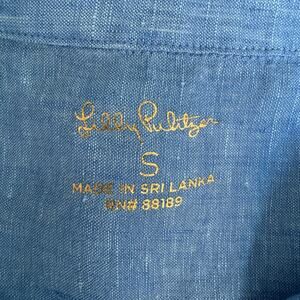 Lilly Pulitzer
S
MADE IN SRI LANKA
RN# 88189